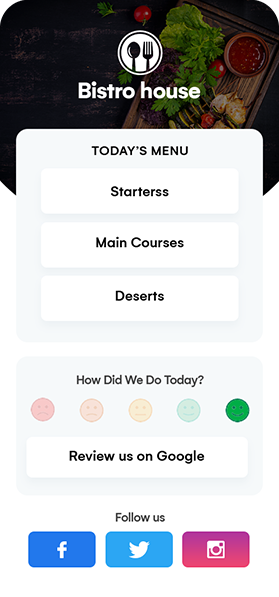 Bistro house
TODAY'S MENU
Starterss
Main Courses
Deserts
How Did We Do Today?
Review us on Google
Follow us